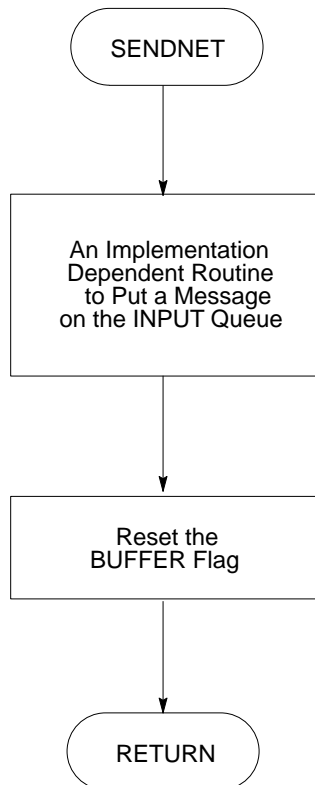 SENDNET
An Implementation
Dependent Routine
to Put a Message
on the INPUT Queue
Reset the
BUFFER Flag
RETURN